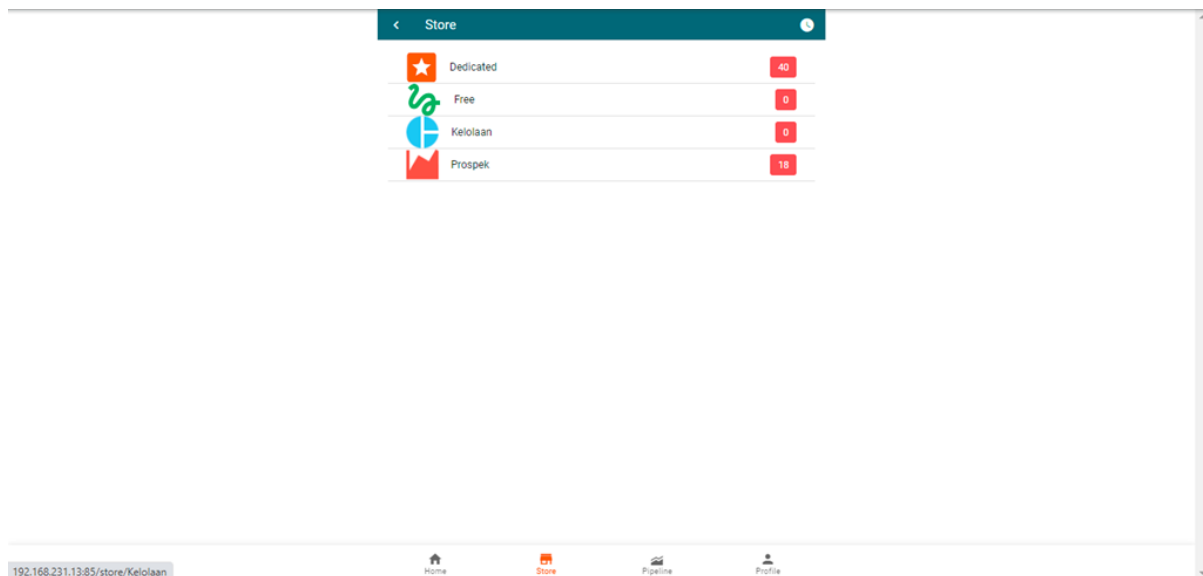 Store
Dedicated 40
Free 0
Kelolaan 0
Prospek 18
Home Store Pipeline Profile
192.168.231.13:85/store/Kelolaan